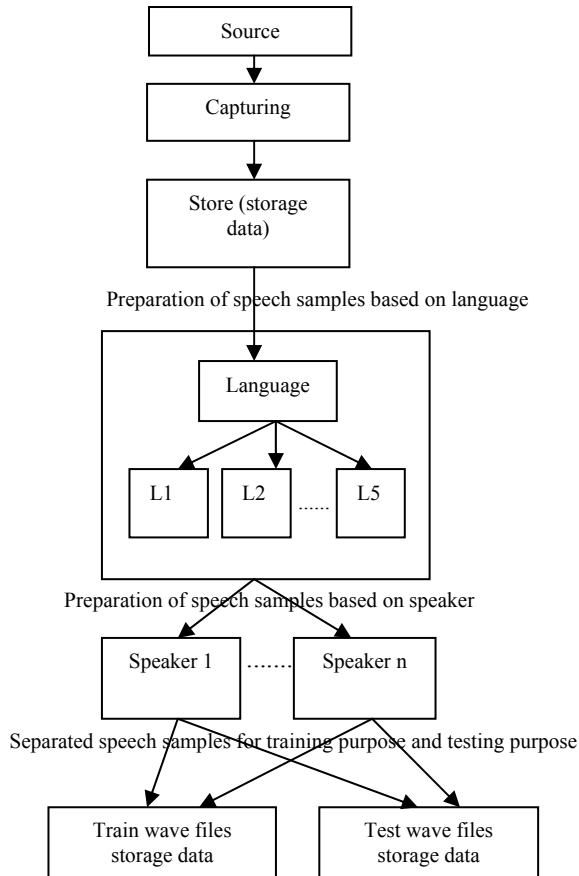 Source
Capturing
Store (storage
data)
Preparation of speech samples based on language
Language
L1 L2 ...... L5
Preparation of speech samples based on speaker
Speaker 1 ........ Speaker n
Separated speech samples for training purpose and testing purpose
Train wave files Test wave files
storage data storage data